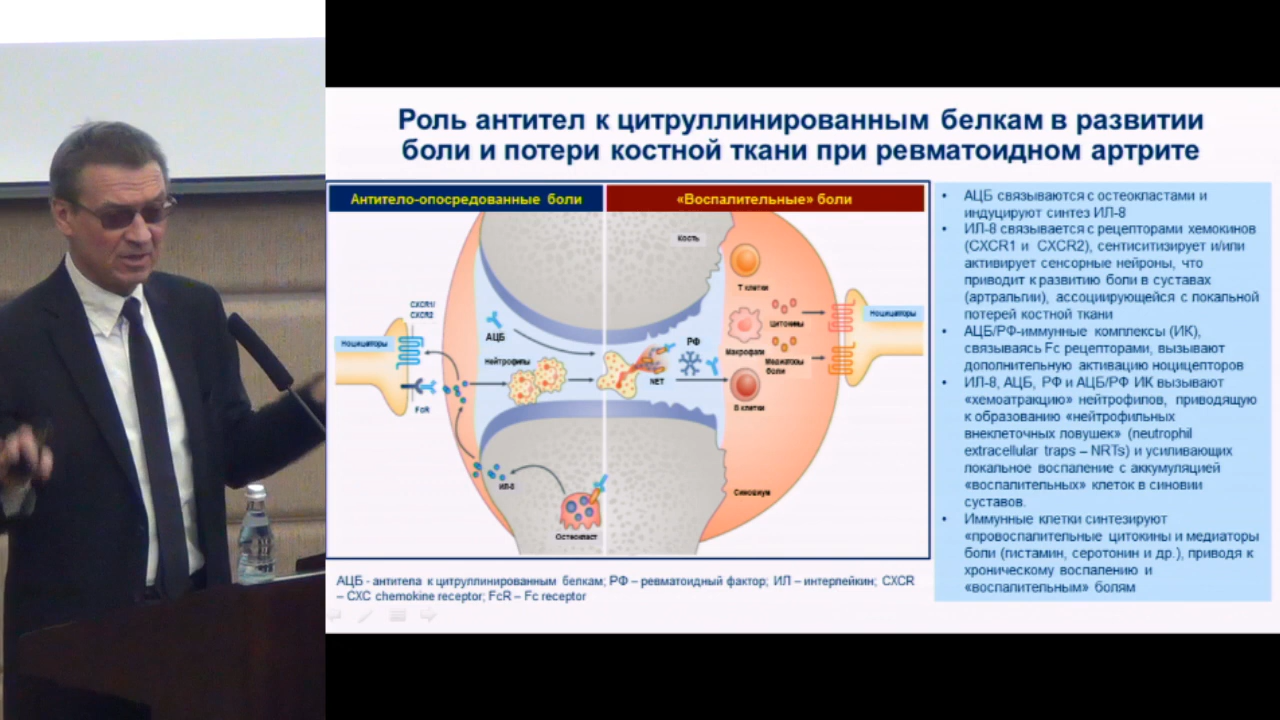 Роль антител к цитруллинированным белкам в развитии
боли и потери костной ткани при ревматоидном артрите
Антитело-опосредованные боли
«Воспалительные» боли
Кость
Т клетки
CXCR1/
CXCR2
Ноцицепторы
АЦБ
Нейтрофилы
FcR
NET
РФ
Макрофаги
Цитокины
Медиаторы
боли
В клетки
Ноцицепторы
ИЛ-8
Остеокласт
Синовиум
• АЦБ связываются с остеокластами и
индуцируют синтез ИЛ-8
• ИЛ-8 связывается с рецепторами хемокинов
(CXCR1 и CXCR2), сентиситизирует и/или
активирует сенсорные нейроны, что
приводит к развитию боли в суставах
(артралгии), ассоциирующейся с локальной
потерей костной ткани
• АЦБ/РФ-иммунные комплексы (ИК),
связываясь Fc рецепторами, вызывают
дополнительную активацию ноцицепторов
• ИЛ-8, АЦБ, РФ и АЦБ/РФ ИК вызывают
«хемоатракцию» нейтрофилов, приводящую
к образованию «нейтрофильных
внеклеточных ловушек» (neutrophil
extracellular traps – NRTs) и усиливающих
локальное воспаление с аккумуляцией
«воспалительных» клеток в синовии
суставов.
• Иммунные клетки синтезируют
«провоспалительные цитокины и медиаторы
боли (гистамин, серотонин и др.), приводя к
хроническому воспалению и
«воспалительным» болям
АЦБ - антитела к цитруллинированным белкам; РФ – ревматоидный фактор; ИЛ – интерлейкин; CXCR
– CXC chemokine receptor; FcR – Fc receptor